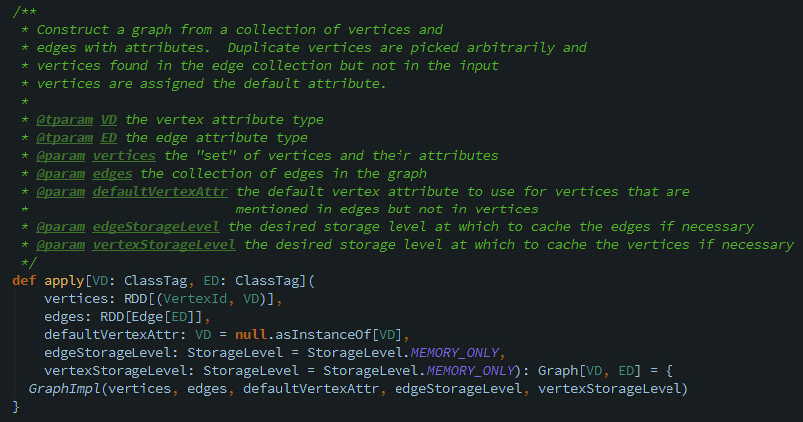 /**
 * Construct a graph from a collection of vertices and
 * edges with attributes.  Duplicate vertices are picked arbitrarily and
 * vertices found in the edge collection but not in the input
 * vertices are assigned the default attribute.
 *
 * @tparam VD the vertex attribute type
 * @tparam ED the edge attribute type
 * @param vertices the "set" of vertices and their attributes
 * @param edges the collection of edges in the graph
 * @param defaultVertexAttr the default vertex attribute to use for vertices that are
 *                          mentioned in edges but not in vertices
 * @param edgeStorageLevel the desired storage level at which to cache the edges if necessary
 * @param vertexStorageLevel the desired storage level at which to cache the vertices if necessary
 */
def apply[VD: ClassTag, ED: ClassTag](
    vertices: RDD[(VertexId, VD)],
    edges: RDD[Edge[ED]],
    defaultVertexAttr: VD = null.asInstanceOf[VD],
    edgeStorageLevel: StorageLevel = StorageLevel.MEMORY_ONLY,
    vertexStorageLevel: StorageLevel = StorageLevel.MEMORY_ONLY): Graph[VD, ED] = {
  GraphImpl(vertices, edges, defaultVertexAttr, edgeStorageLevel, vertexStorageLevel)
}